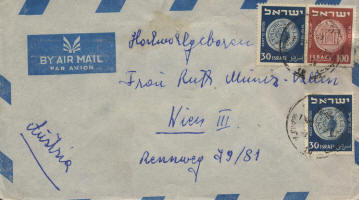 ישראל ישראל
BY AIR MAIL
PAR AVION
30 ISRAEL
ISRAEL 100
Hochwohlgeboren
Frau Ruth
Wien III.
Rennweg 79/81
Austria
ישראל
30 ISRAEL